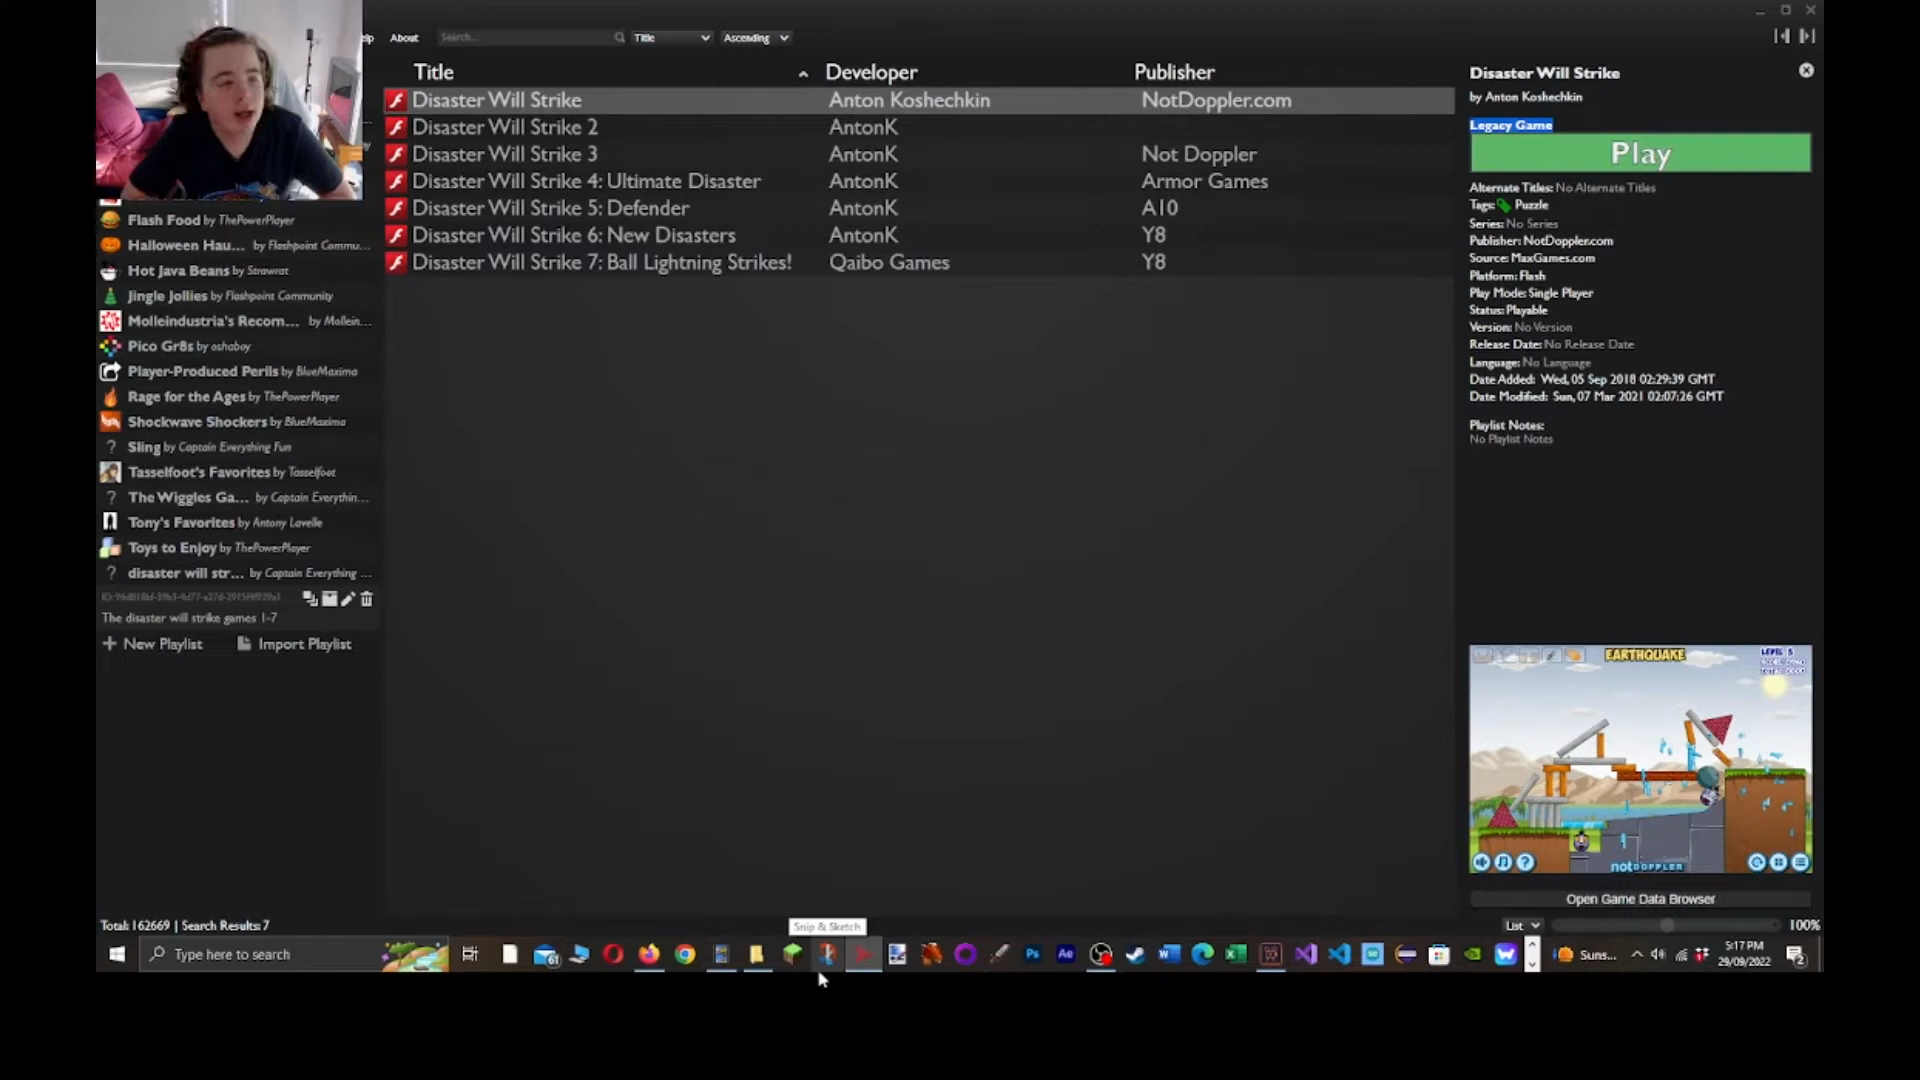 About
Search...
Title
Ascending
Title
Developer
Publisher
Disaster Will Strike
Anton Koshechkin
NotDoppler.com
Disaster Will Strike 2
AntonK
Disaster Will Strike 3
AntonK
Not Doppler
Disaster Will Strike 4: Ultimate Disaster
AntonK
Armor Games
Disaster Will Strike 5: Defender
AntonK
A10
Disaster Will Strike 6: New Disasters
AntonK
Y8
Disaster Will Strike 7: Ball Lightning Strikes!
Qaibo Games
Y8
Flash Food by ThePowerPlayer
Halloween Hau... by Flashpoint Commu...
Hot Java Beans by Strawrat
Jingle Jollies by Flashpoint Community
Molleindustria's Recom... by Mollein...
Pico Gr8s by oshaboy
Player-Produced Perils by BlueMaxima
Rage for the Ages by ThePowerPlayer
Shockwave Shockers by BlueMaxima
Sling by Captain Everything Fun
Tasselfoot's Favorites by Tasselfoot
The Wiggles Ga... by Captain Everythin...
Tony's Favorites by Antony Lavelle
Toys to Enjoy by ThePowerPlayer
disaster will str... by Captain Everything ...
The disaster will strike games 1-7
New Playlist
Import Playlist
Disaster Will Strike
by Anton Koshechkin
Legacy Game
Play
Alternate Titles: No Alternate Titles
Tags: Puzzle
Series: No Series
Publisher: NotDoppler.com
Source: MaxGames.com
Platform: Flash
Play Mode: Single Player
Status: Playable
Version: No Version
Release Date: No Release Date
Language: No Language
Date Added: Wed, 05 Sep 2018 02:29:39 GMT
Date Modified: Sun, 07 Mar 2021 02:07:26 GMT
Playlist Notes:
No Playlist Notes
EARTHQUAKE
LEVEL 5
notDOPPLER
Open Game Data Browser
Total: 162669 | Search Results: 7
List
100%
Snip & Sketch
Type here to search
61
Ps
Ae
Suns...
5:17 PM
29/09/2022
2